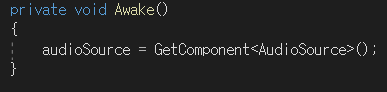 private void Awake()
{
    audioSource = GetComponent<AudioSource>();
}